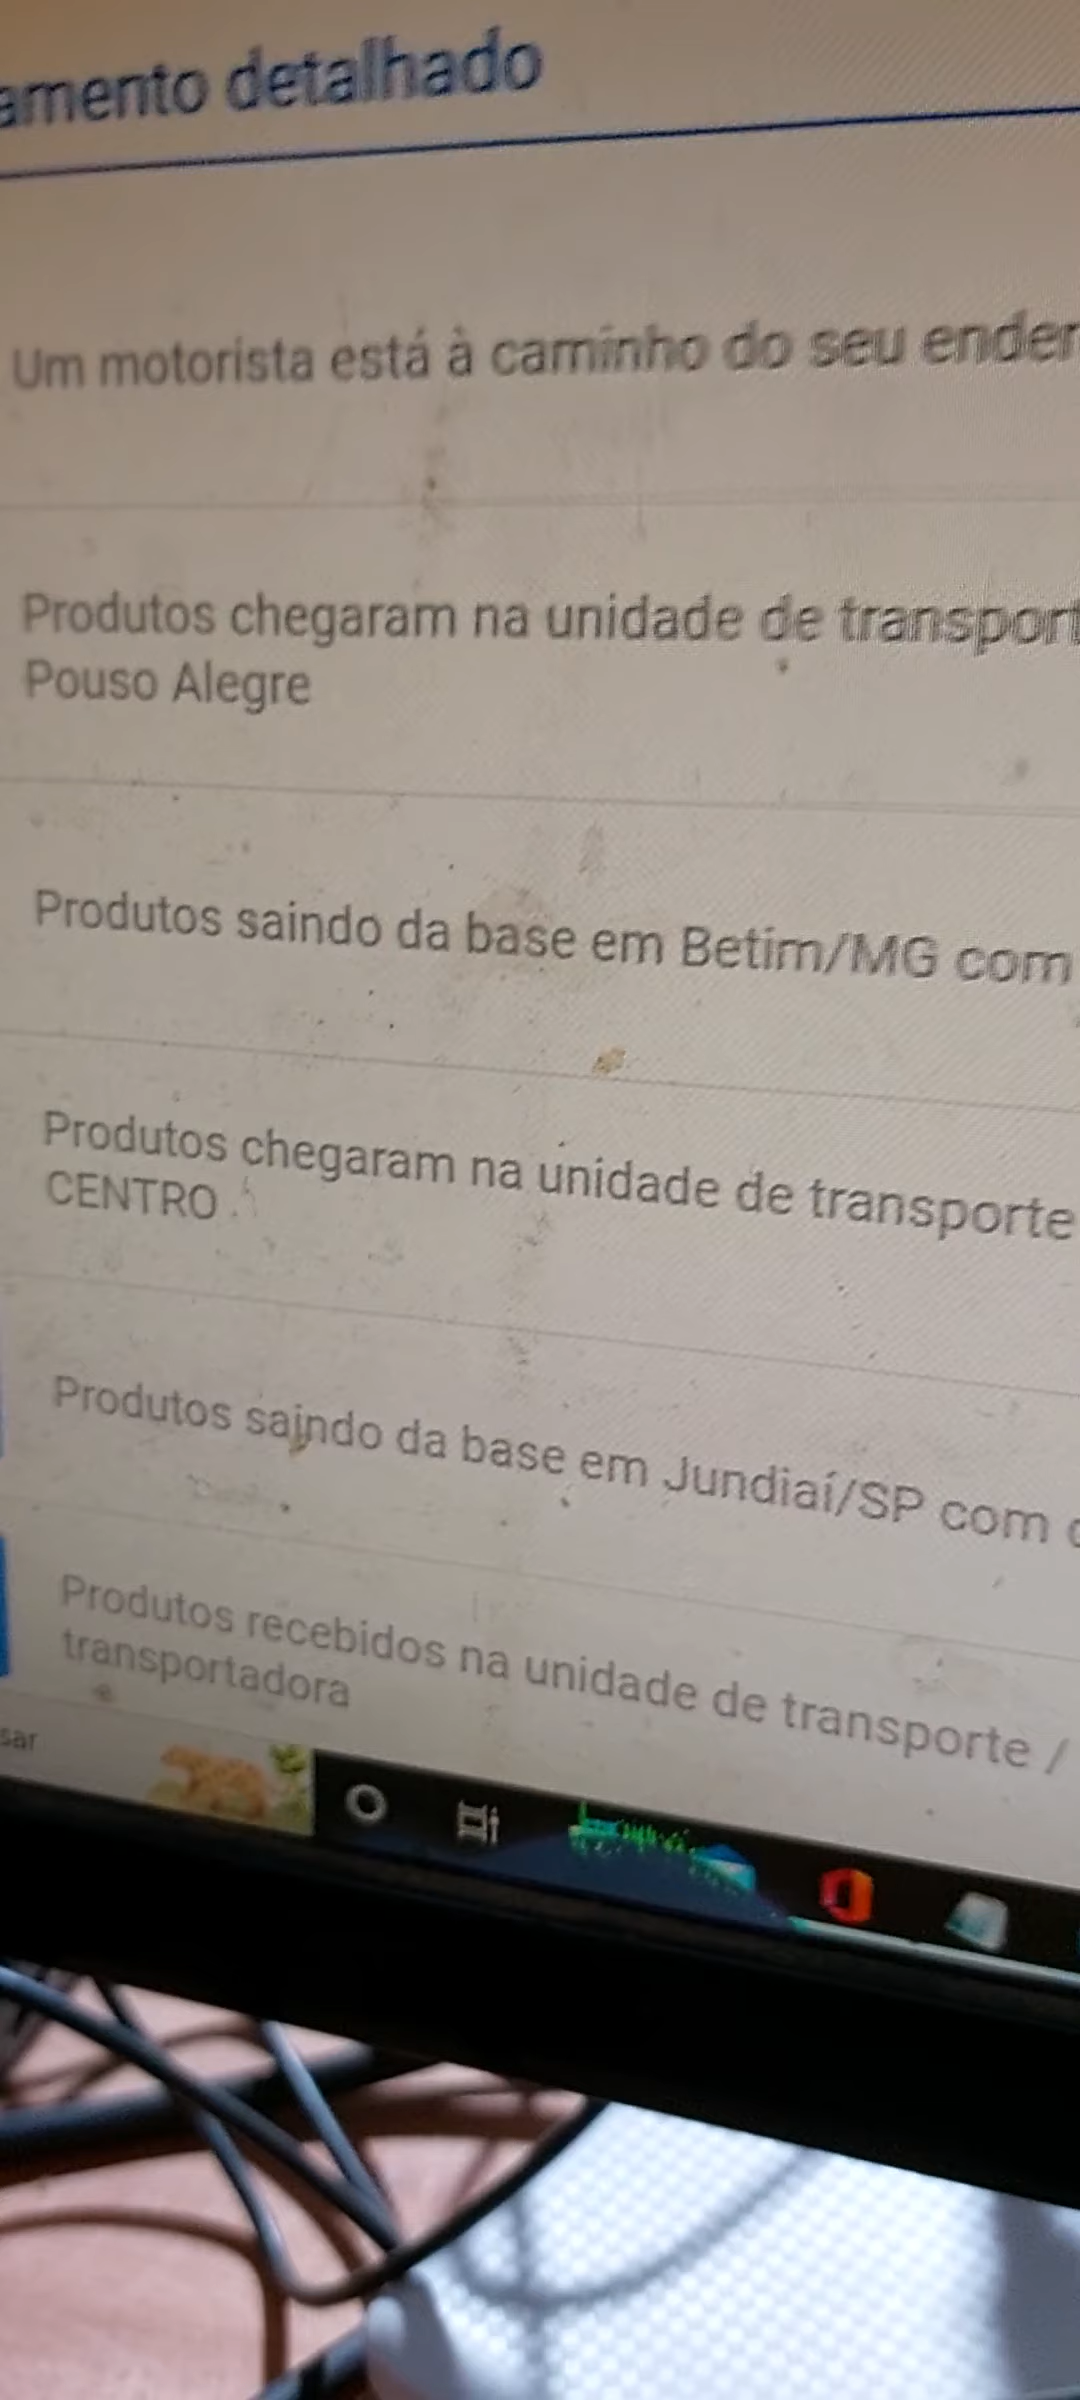 amento detalhado
Um motorista está à caminho do seu ender
Produtos chegaram na unidade de transport
Pouso Alegre
Produtos saindo da base em Betim/MG com
Produtos chegaram na unidade de transporte
CENTRO
Produtos saindo da base em Jundiaí/SP com
Produtos recebidos na unidade de transporte /
transportadora
sar